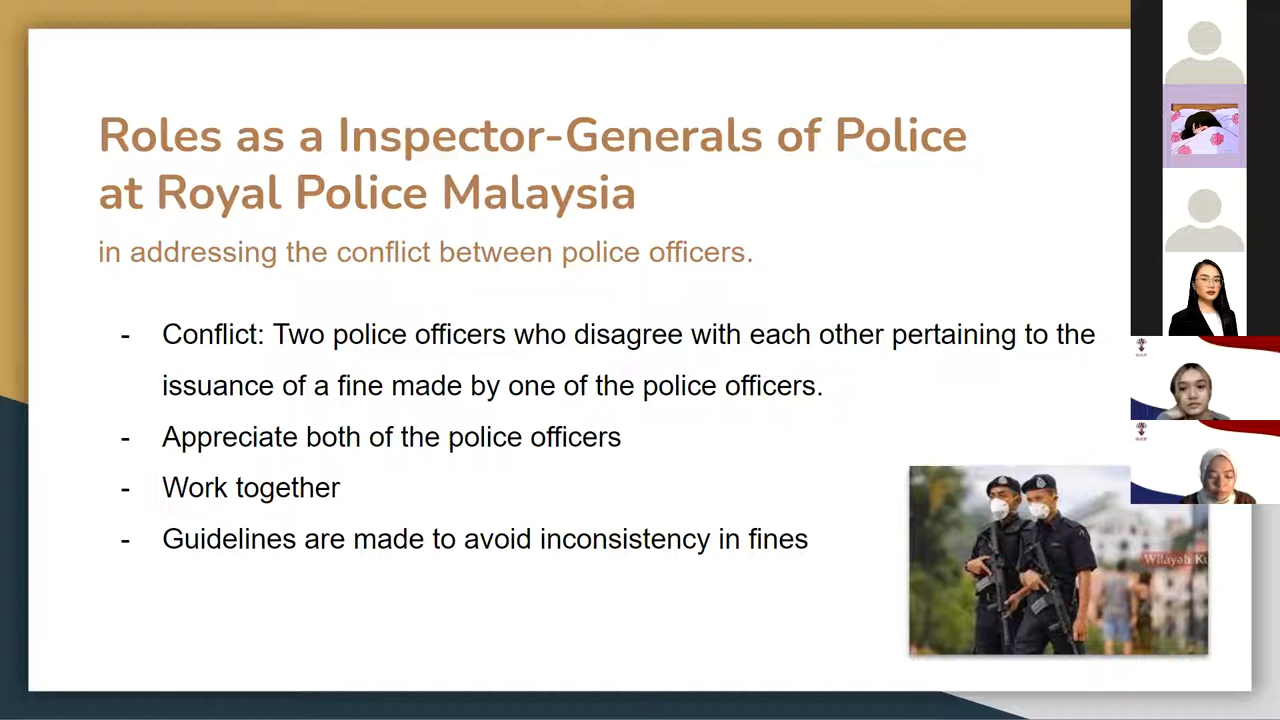 Roles as a Inspector-Generals of Police
at Royal Police Malaysia
in addressing the conflict between police officers.
- Conflict: Two police officers who disagree with each other pertaining to the
issuance of a fine made by one of the police officers.
- Appreciate both of the police officers
- Work together
- Guidelines are made to avoid inconsistency in fines
Wilayah Ku